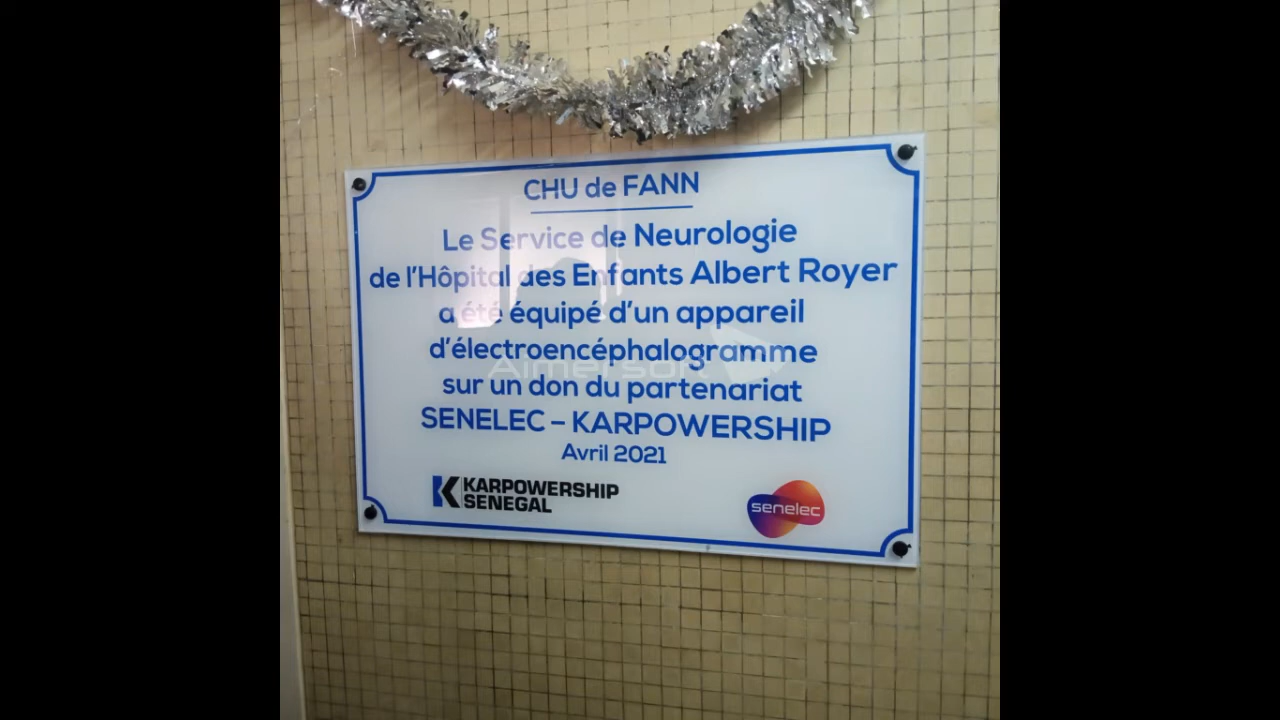 CHU de FANN
Le Service de Neurologie
de l'Hôpital des Enfants Albert Royer
a été équipé d'un appareil
d'électroencéphalogramme
Aimersoft
sur un don du partenariat
SENELEC – KARPOWERSHIP
Avril 2021
KARPOWERSHIP
SENEGAL
senelec